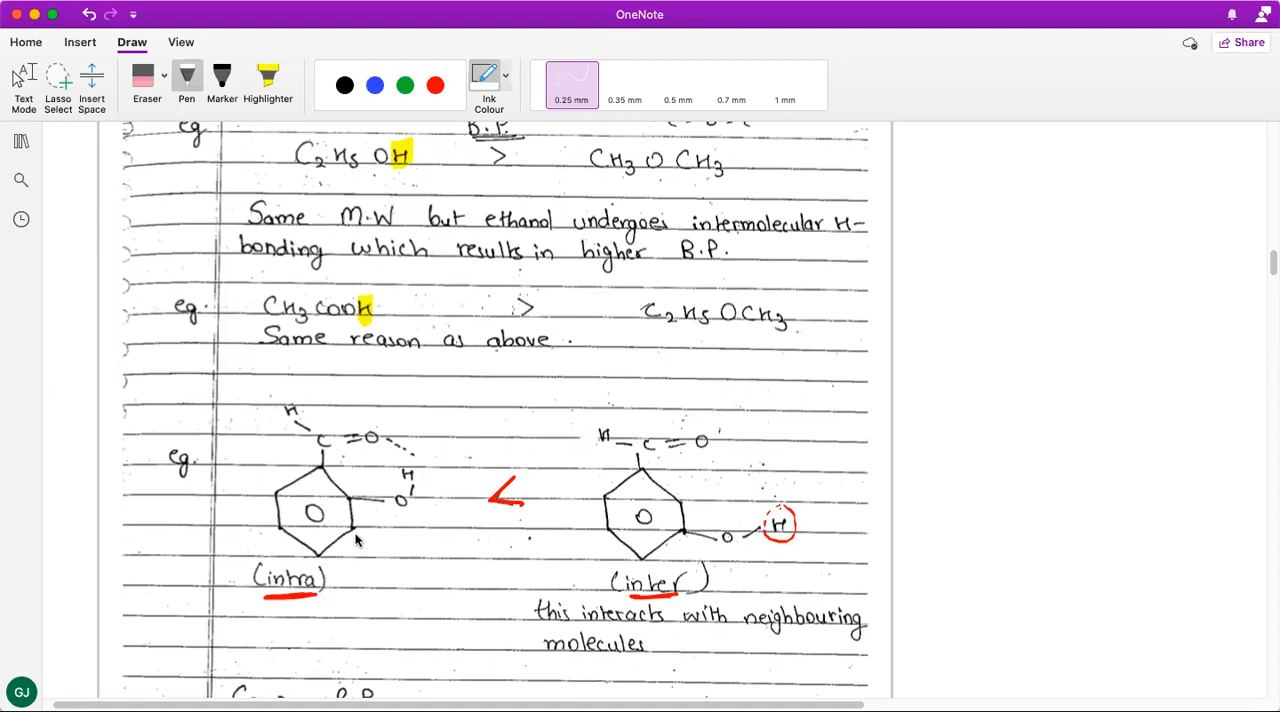 OneNote
Home Insert Draw View
Share
Text Mode
Lasso Select
Insert Space
Eraser
Pen
Marker
Highlighter
Ink Colour
0.25 mm
0.35 mm
0.5 mm
0.7 mm
1 mm
eg B.P.
C2H5OH > CH3OCH3
Same M.W but ethanol undergoes intermolecular H-
bonding which results in higher B.P.
eg. CH3COOH > C2H5OCH3
Same reason as above.
H
C=O
H–C=O
eg.
H
O
O
<
O
O
H
(intra) (inter)
this interacts with neighbouring
molecules
GJ
B.P